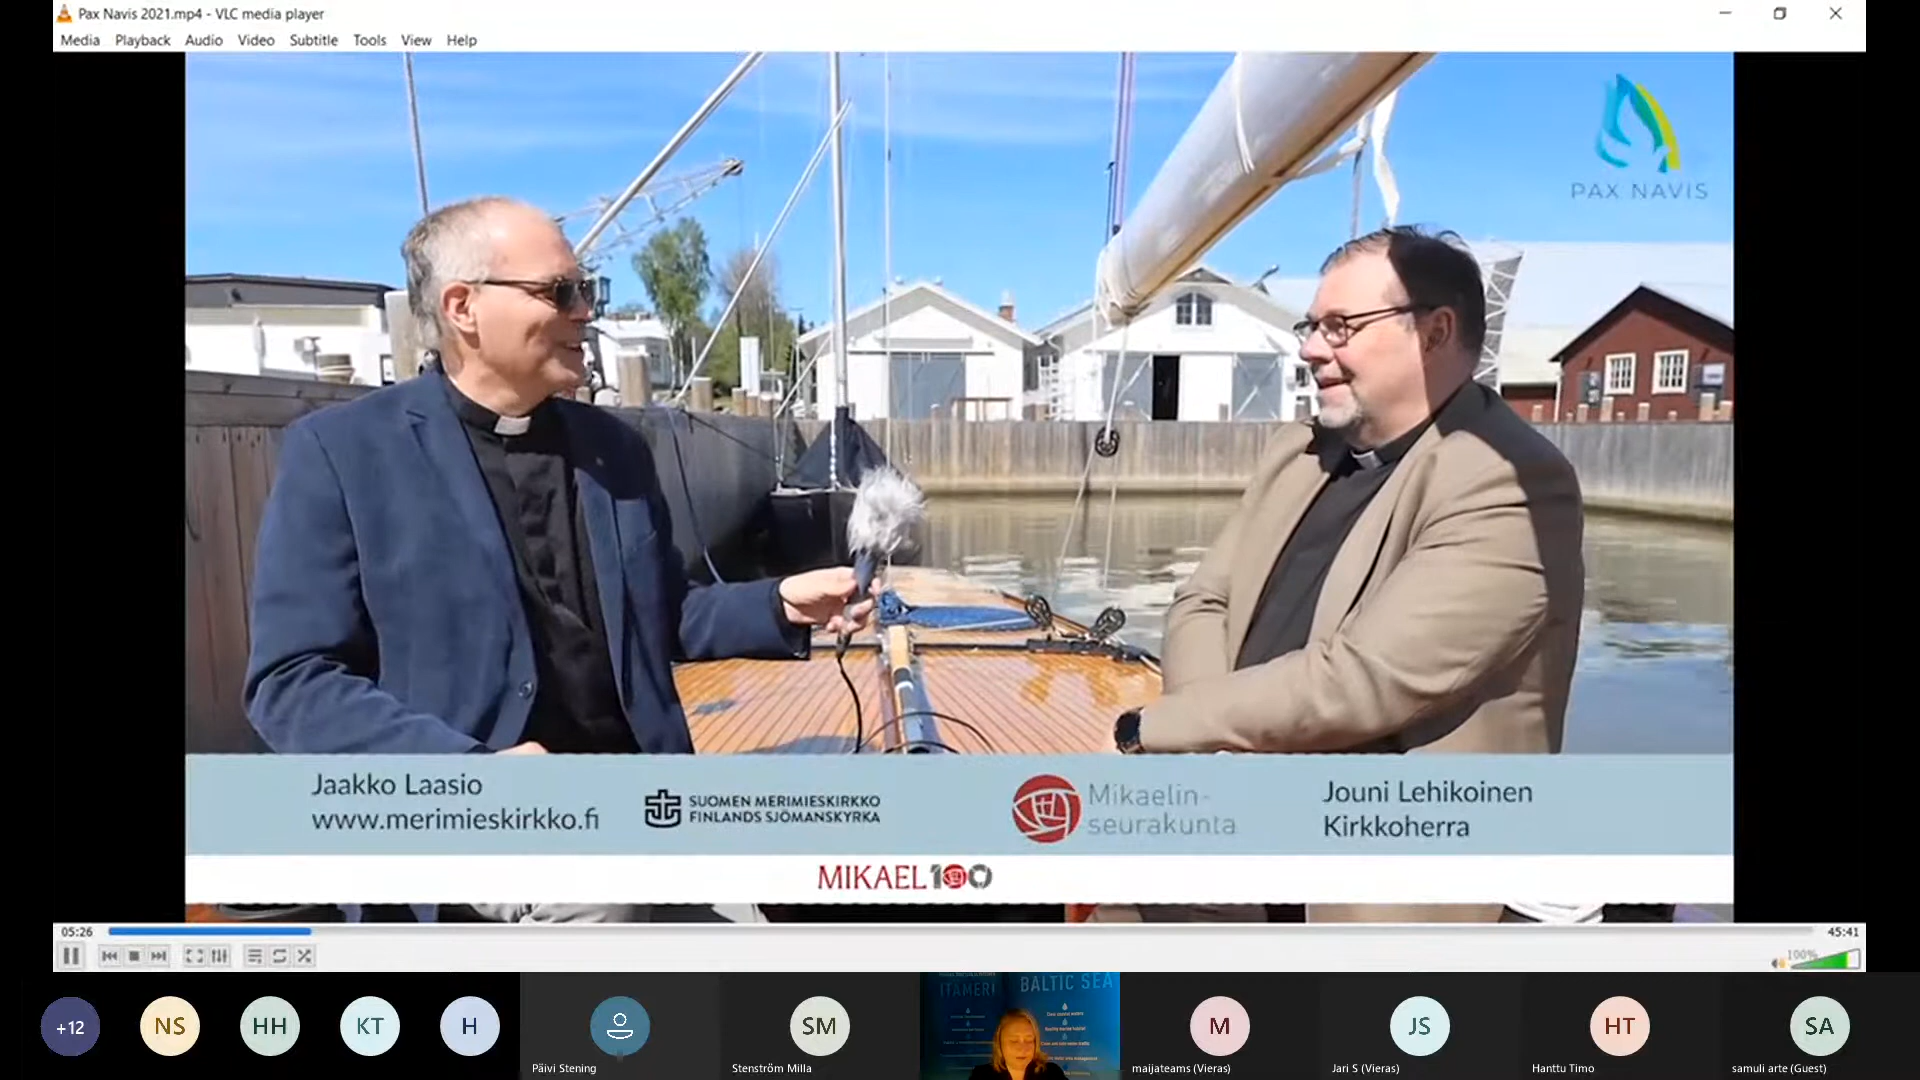 Pax Navis 2021.mp4 - VLC media player
Media Playback Audio Video Subtitle Tools View Help
PAX NAVIS
Jaakko Laasio
www.merimieskirkko.fi
SUOMEN MERIMIESKIRKKO
FINLANDS SJÖMANSKYRKA
Mikaelin-
seurakunta
Jouni Lehikoinen
Kirkkoherra
MIKAEL100
05:26
45:41
100%
+12
NS
HH
KT
H
Päivi Stening
SM
Stenström Milla
ITÄMERI
BALTIC SEA
M
maijateams (Vieras)
JS
Jari S (Vieras)
HT
Hanttu Timo
SA
samuli arte (Guest)